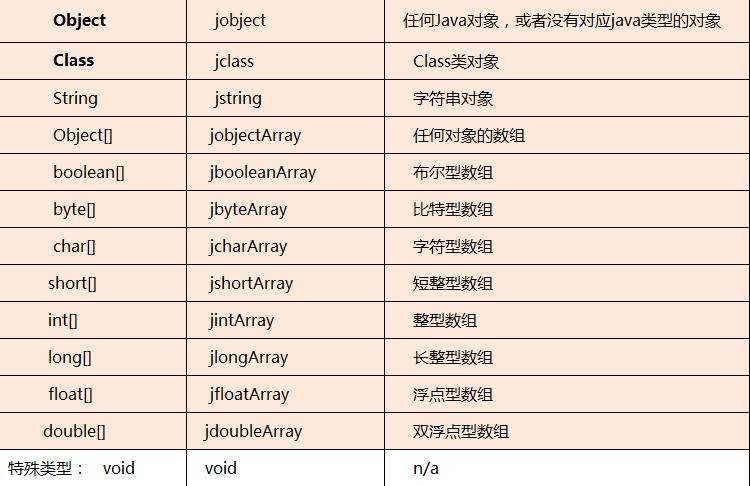 Object jobject 任何Java对象，或者没有对应java类型的对象
Class jclass Class类对象
String jstring 字符串对象
Object[] jobjectArray 任何对象的数组
boolean[] jbooleanArray 布尔型数组
byte[] jbyteArray 比特型数组
char[] jcharArray 字符型数组
short[] jshortArray 短整型数组
int[] jintArray 整型数组
long[] jlongArray 长整型数组
float[] jfloatArray 浮点型数组
double[] jdoubleArray 双浮点型数组
特殊类型： void void n/a